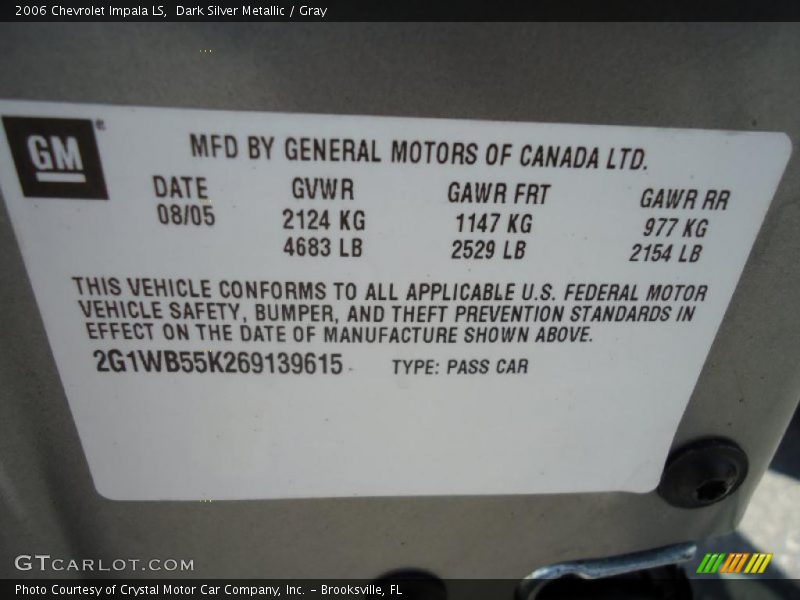 2006 Chevrolet Impala LS,  Dark Silver Metallic / Gray
GM®
MFD BY GENERAL MOTORS OF CANADA LTD.
DATE GVWR GAWR FRT GAWR RR
08/05 2124 KG 1147 KG 977 KG
4683 LB 2529 LB 2154 LB
THIS VEHICLE CONFORMS TO ALL APPLICABLE U.S. FEDERAL MOTOR
VEHICLE SAFETY, BUMPER, AND THEFT PREVENTION STANDARDS IN
EFFECT ON THE DATE OF MANUFACTURE SHOWN ABOVE.
2G1WB55K269139615 TYPE: PASS CAR
GTCARLOT.COM
Photo Courtesy of Crystal Motor Car Company, Inc. – Brooksville, FL